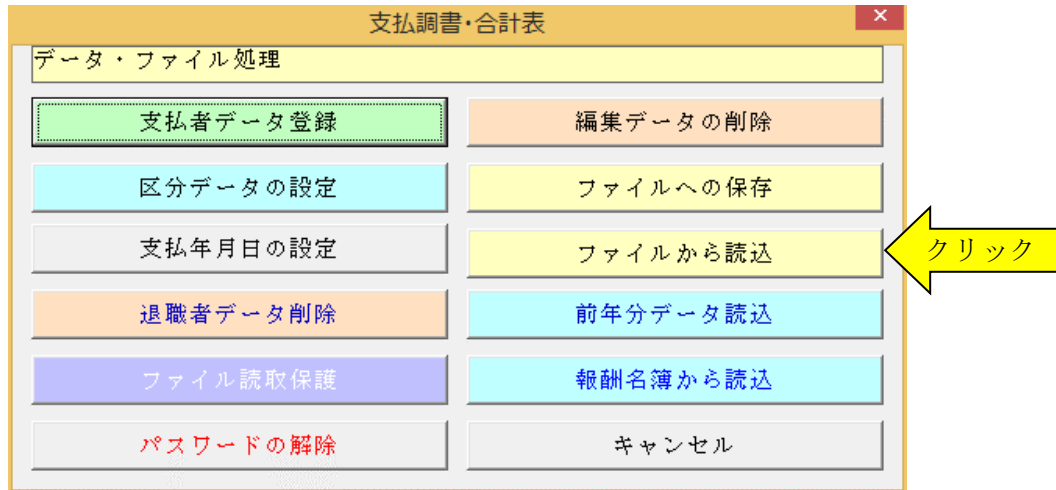 支払調書・合計表
×
データ・ファイル処理
支払者データ登録
編集データの削除
区分データの設定
ファイルへの保存
支払年月日の設定
ファイルから読込
クリック
退職者データ削除
前年分データ読込
ファイル読取保護
報酬名簿から読込
パスワードの解除
キャンセル